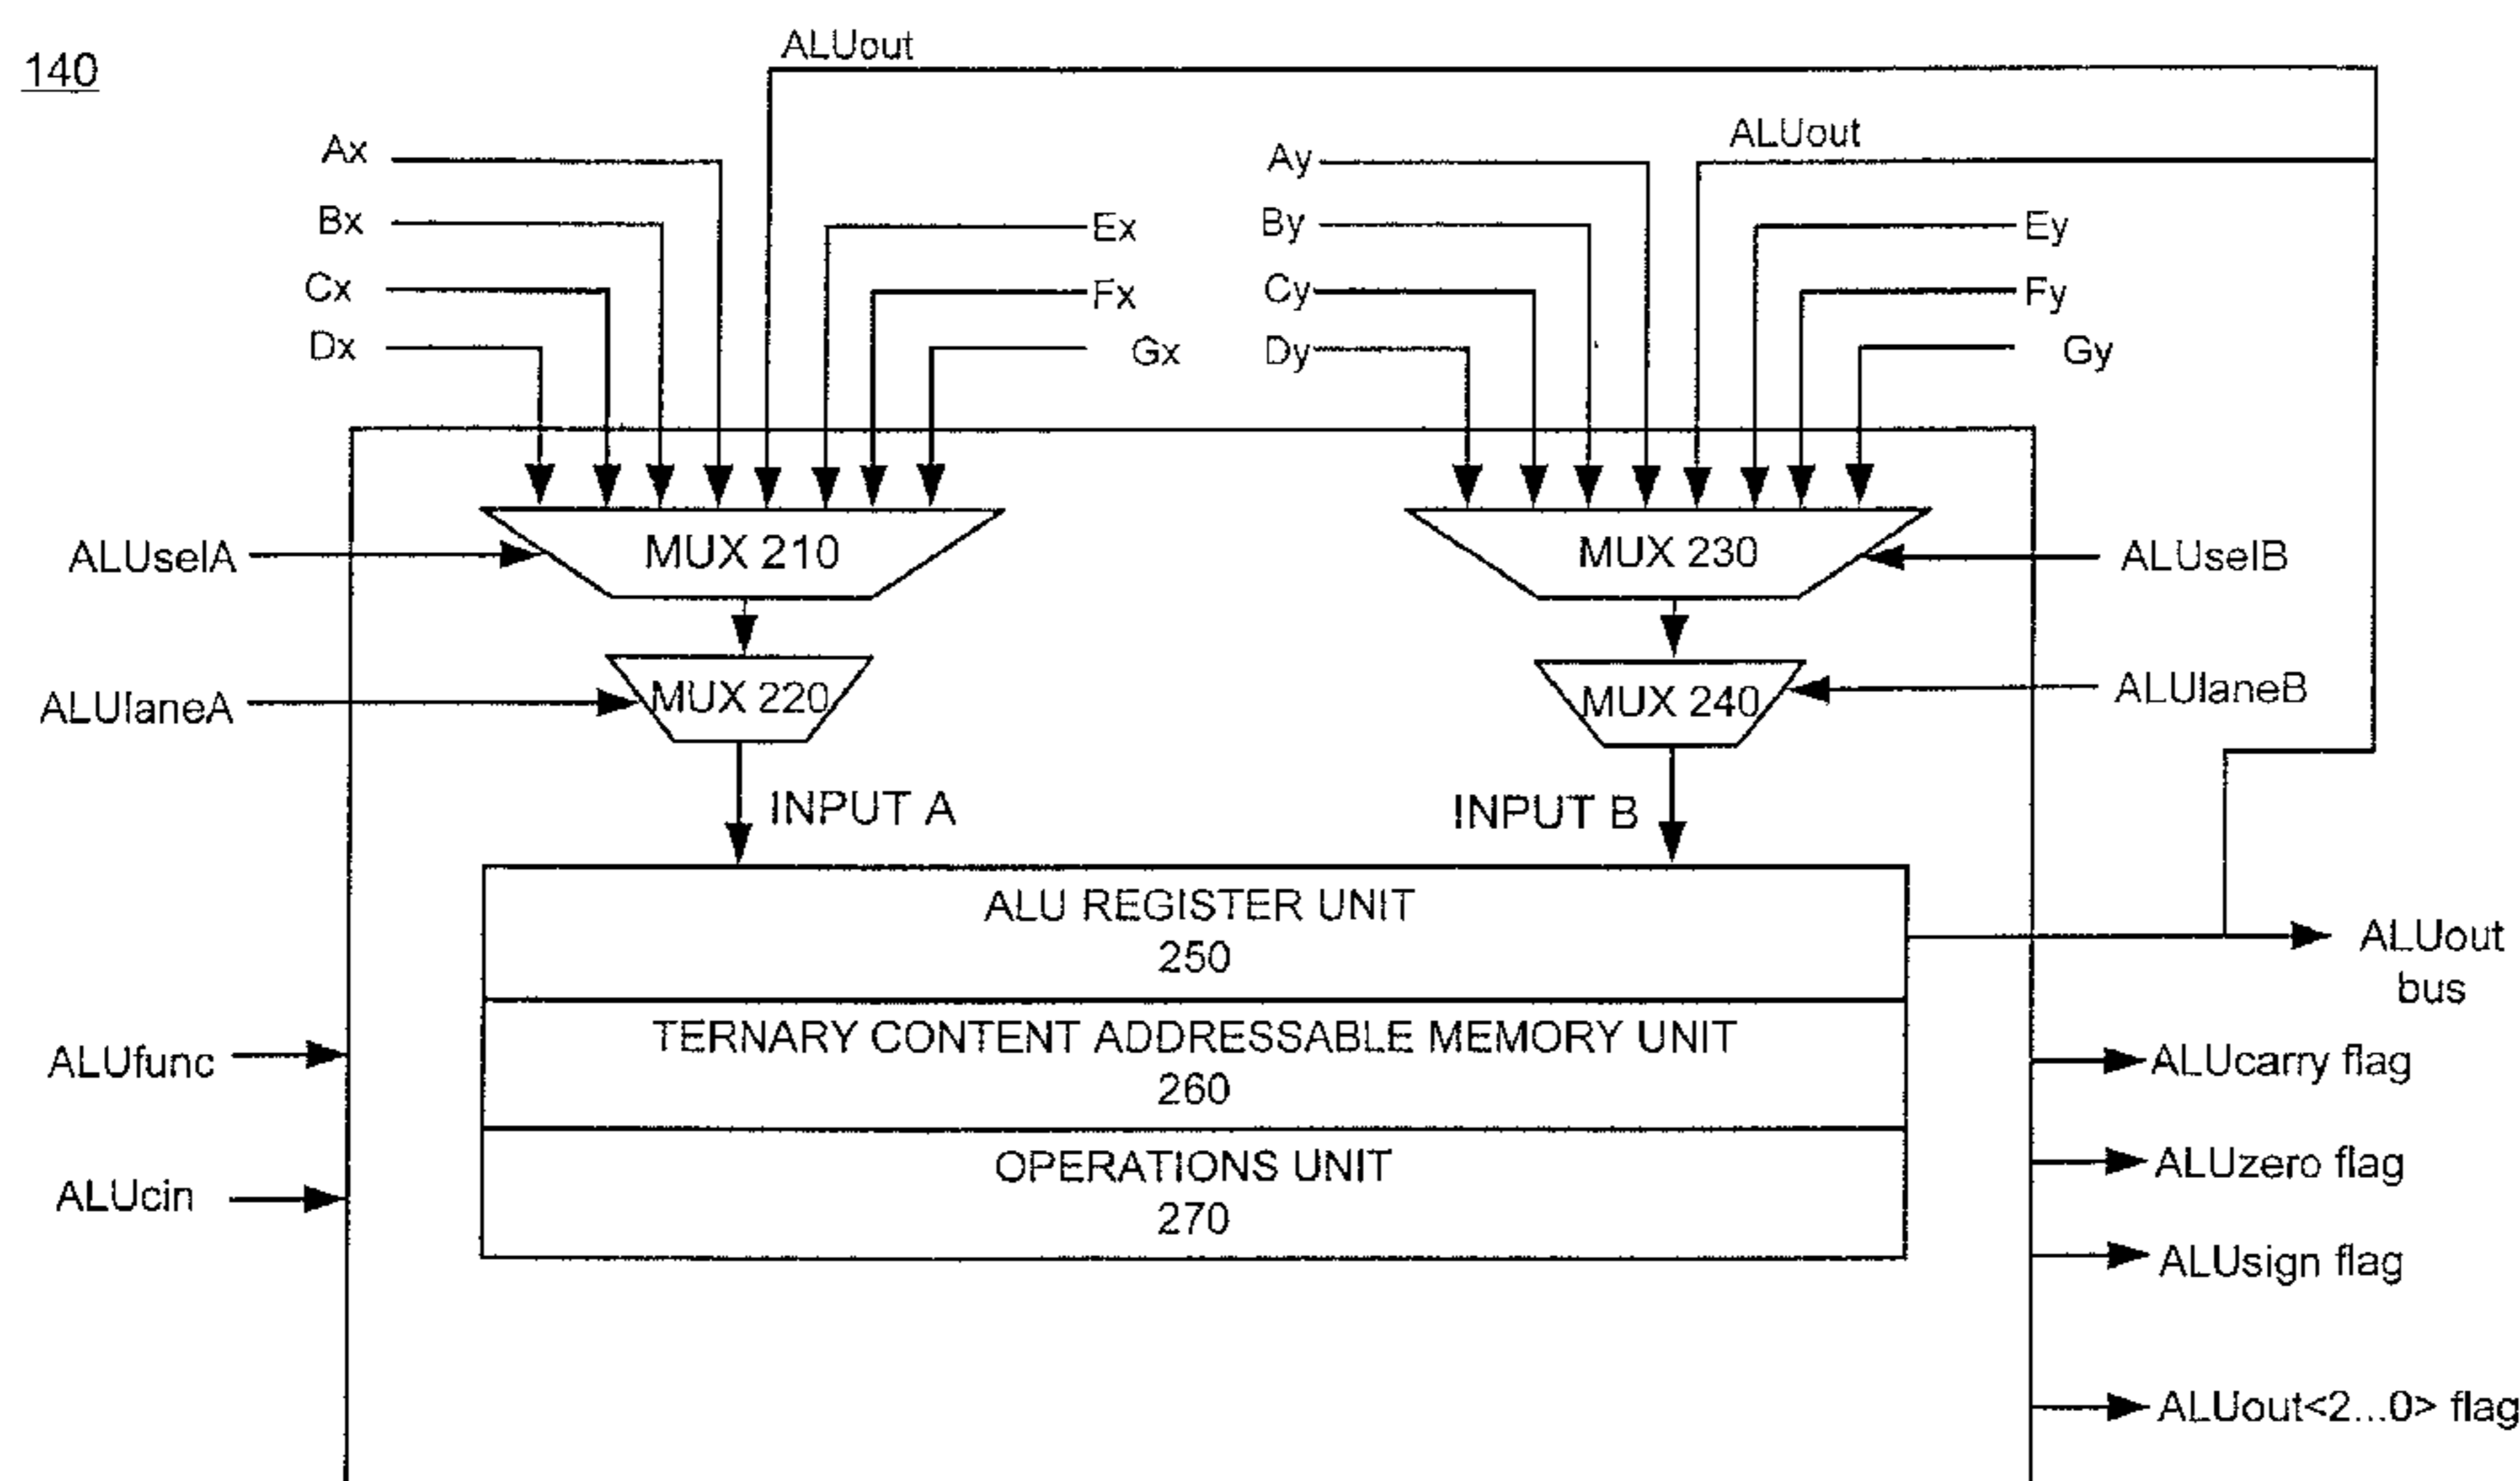 140
ALUout
ALUout
Ax
Bx
Cx
Dx
Ex
Fx
Gx
Ay
By
Cy
Dy
Ey
Fy
Gy
ALUselA
MUX 210
MUX 230
ALUselB
ALUlaneA
MUX 220
MUX 240
ALUlaneB
INPUT A
INPUT B
ALU REGISTER UNIT
250
ALUout
bus
TERNARY CONTENT ADDRESSABLE MEMORY UNIT
260
ALUfunc
ALUcarry flag
OPERATIONS UNIT
270
ALUcin
ALUzero flag
ALUsign flag
ALUout<2...0> flag